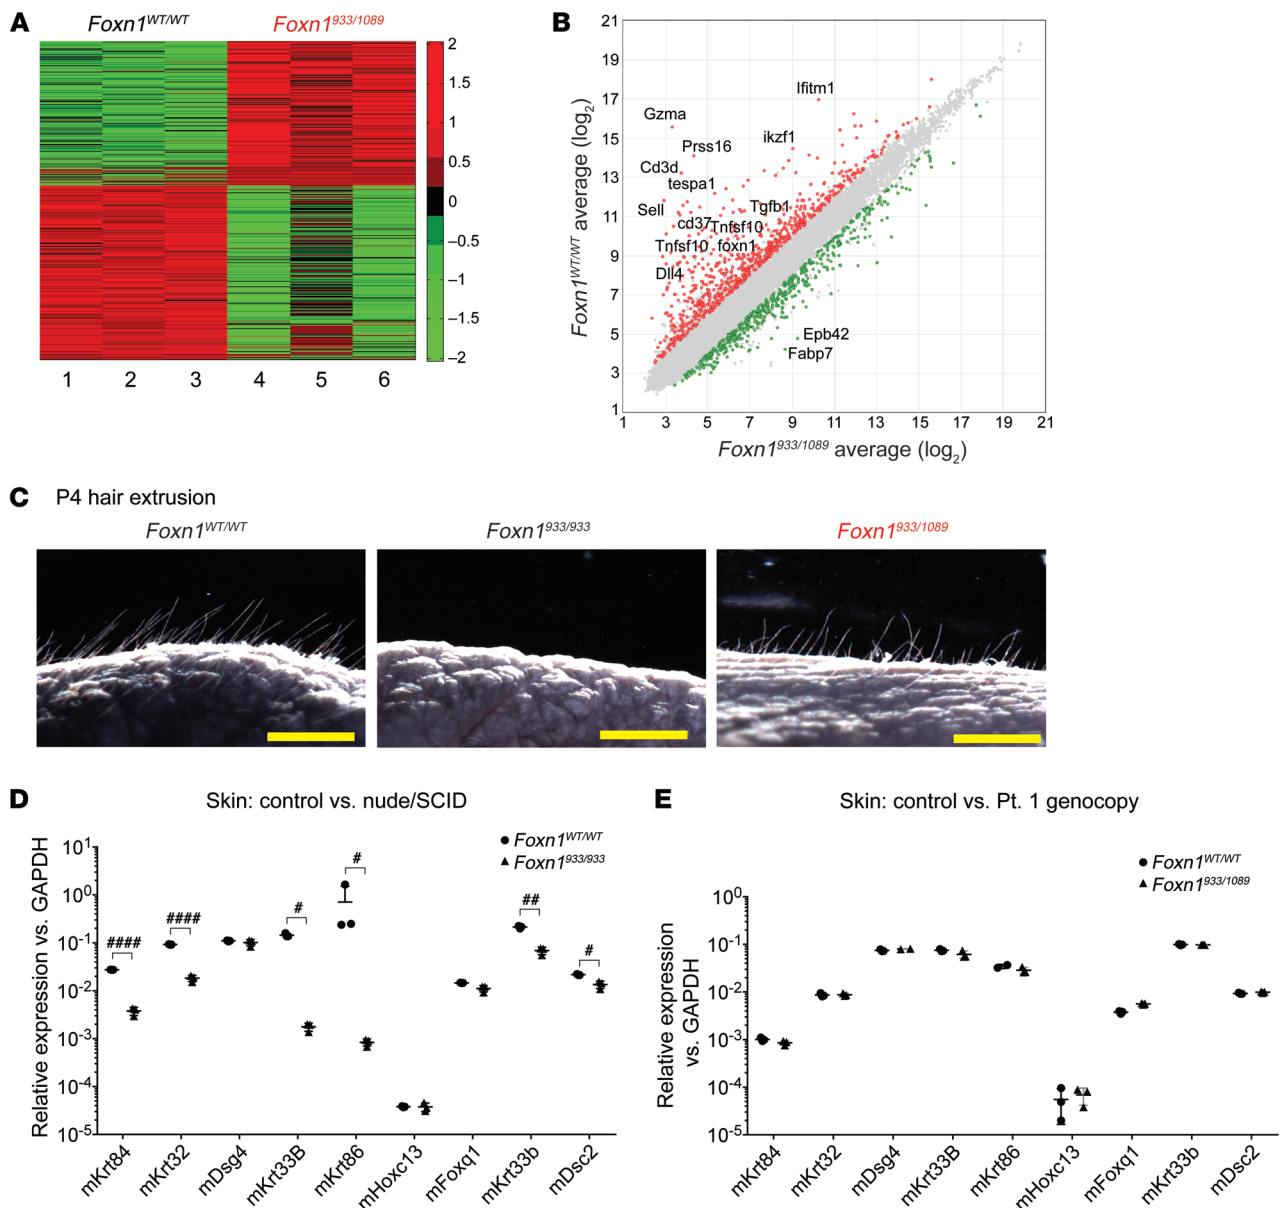 A
Foxn1WT/WT
Foxn1933/1089
2
1.5
1
0.5
0
–0.5
–1
–1.5
–2
1 2 3 4 5 6
B
Foxn1WT/WT average (log2)
21
19
17
15
13
11
9
7
5
3
1
Ifitm1
Gzma
ikzf1
Prss16
Cd3d
tespa1
Sell
Tgfb1
cd37
Tnfsf10
Tnfsf10
foxn1
Dll4
Epb42
Fabp7
1 3 5 7 9 11 13 15 17 19 21
Foxn1933/1089 average (log2)
C
P4 hair extrusion
Foxn1WT/WT
Foxn1933/933
Foxn1933/1089
D
Skin: control vs. nude/SCID
Relative expression vs. GAPDH
101
100
10-1
10-2
10-3
10-4
10-5
Foxn1WT/WT
Foxn1933/933
####
####
#
#
##
#
mKrt84
mKrt32
mDsg4
mKrt33B
mKrt86
mHoxc13
mFoxq1
mKrt33b
mDsc2
E
Skin: control vs. Pt. 1 genocopy
Relative expression
vs. GAPDH
100
10-1
10-2
10-3
10-4
10-5
Foxn1WT/WT
Foxn1933/1089
mKrt84
mKrt32
mDsg4
mKrt33B
mKrt86
mHoxc13
mFoxq1
mKrt33b
mDsc2